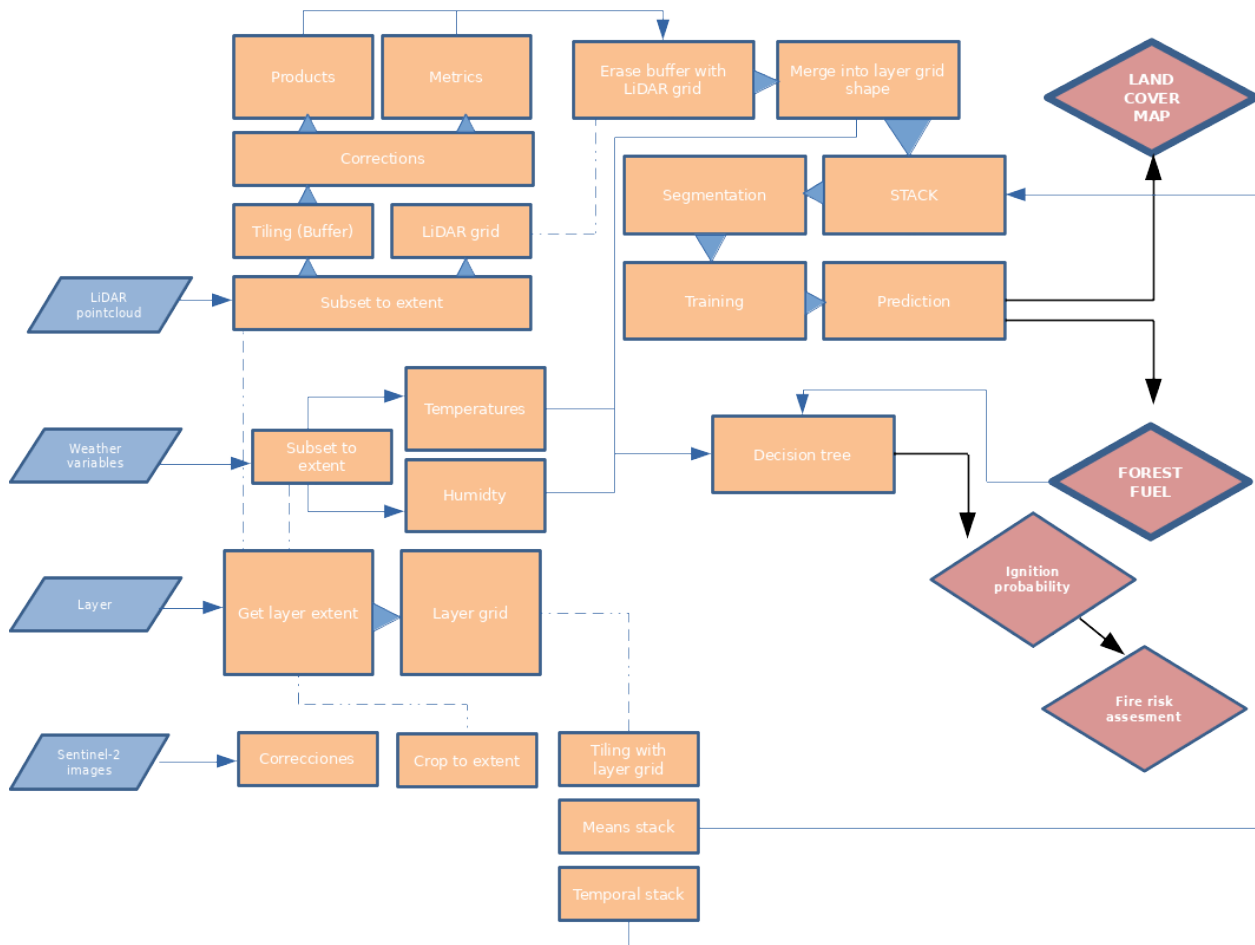 Products
Metrics
Erase buffer with
LiDAR grid
Merge into layer grid
shape
LAND
COVER
MAP
Corrections
Segmentation
STACK
Tiling (Buffer)
LiDAR grid
LiDAR
pointcloud
Subset to extent
Training
Prediction
Temperatures
Weather
variables
Subset to
extent
Decision tree
Humidty
FOREST
FUEL
Ignition
probability
Layer
Get layer extent
Layer grid
Fire risk
assesment
Sentinel-2
images
Correcciones
Crop to extent
Tiling with
layer grid
Means stack
Temporal stack